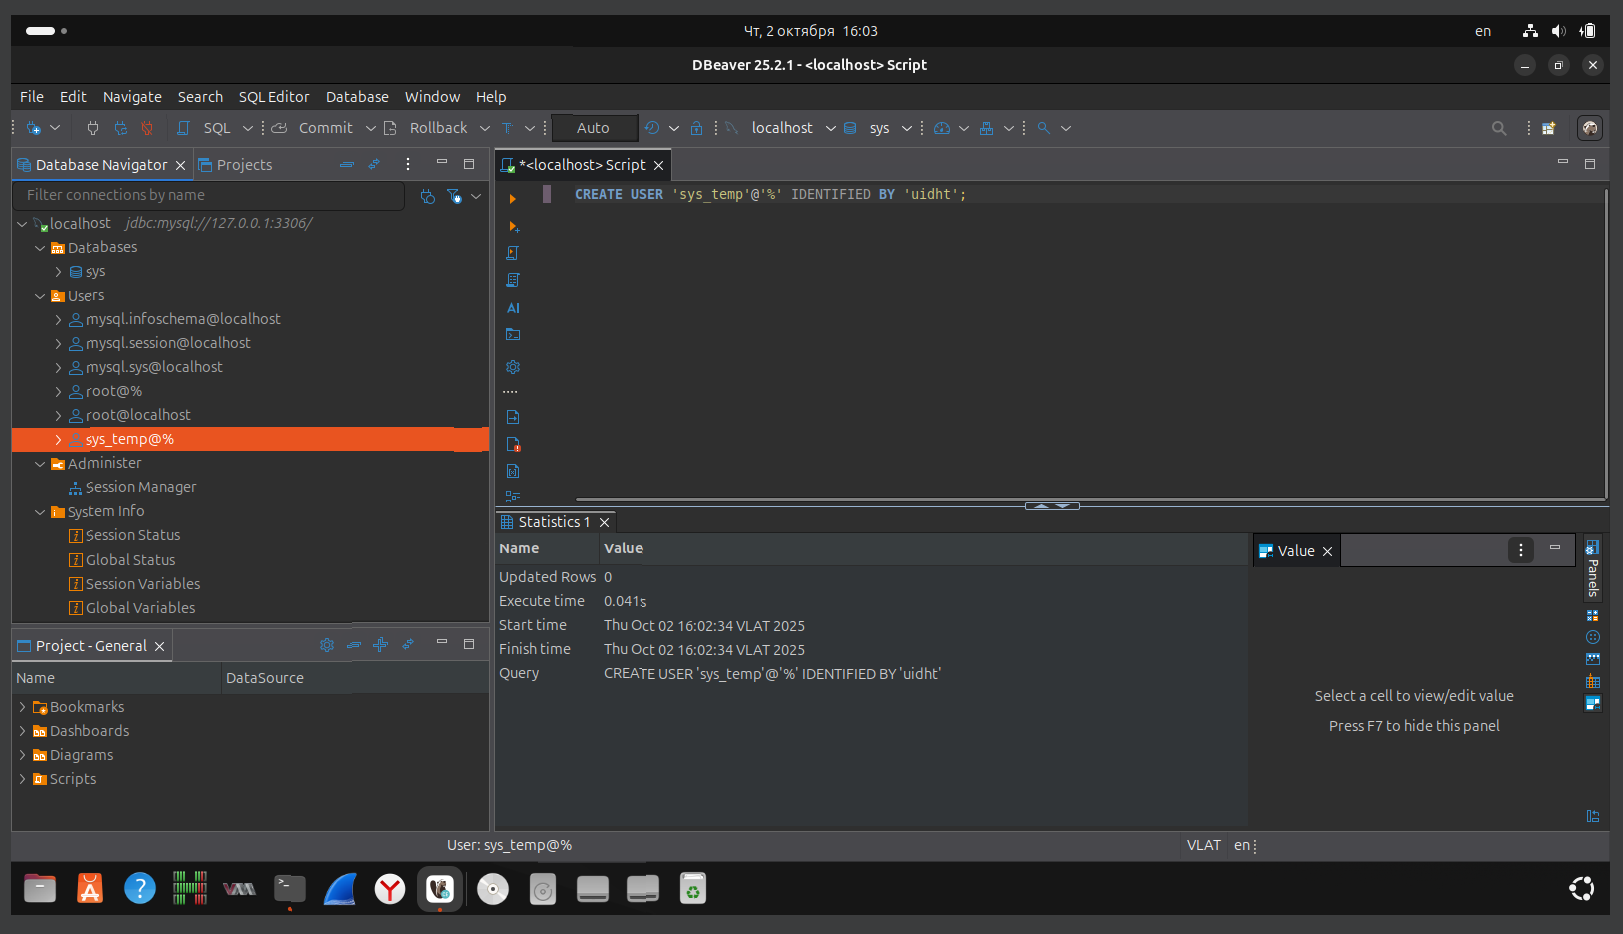 Чт, 2 октября 16:03
en
DBeaver 25.2.1 - <localhost> Script
File Edit Navigate Search SQL Editor Database Window Help
SQL Commit Rollback T Auto localhost sys
Database Navigator Projects
*<localhost> Script
Filter connections by name
CREATE USER 'sys_temp'@'%' IDENTIFIED BY 'uidht';
localhost jdbc:mysql://127.0.0.1:3306/
Databases
sys
Users
mysql.infoschema@localhost
mysql.session@localhost
mysql.sys@localhost
root@%
root@localhost
sys_temp@%
Administer
Session Manager
System Info
Session Status
Global Status
Session Variables
Global Variables
AI
Statistics 1
Name Value
Updated Rows 0
Execute time 0.041s
Start time Thu Oct 02 16:02:34 VLAT 2025
Finish time Thu Oct 02 16:02:34 VLAT 2025
Query CREATE USER 'sys_temp'@'%' IDENTIFIED BY 'uidht'
Value
Panels
Select a cell to view/edit value
Press F7 to hide this panel
Project - General
Name DataSource
Bookmarks
Dashboards
Diagrams
Scripts
User: sys_temp@%
VLAT en